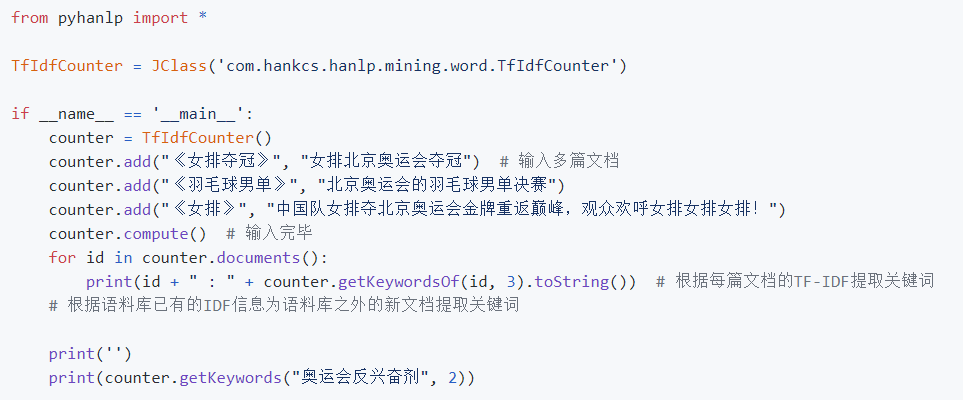 from pyhanlp import *
TfIdfCounter = JClass('com.hankcs.hanlp.mining.word.TfIdfCounter')
if __name__ == '__main__':
    counter = TfIdfCounter()
    counter.add("《女排夺冠》", "女排北京奥运会夺冠")  # 输入多篇文档
    counter.add("《羽毛球男单》", "北京奥运会的羽毛球男单决赛")
    counter.add("《女排》", "中国队女排夺北京奥运会金牌重返巅峰，观众欢呼女排女排女排！")
    counter.compute()  # 输入完毕
    for id in counter.documents():
        print(id + " : " + counter.getKeywordsOf(id, 3).toString())  # 根据每篇文档的TF-IDF提取关键词
    # 根据语料库已有的IDF信息为语料库之外的新文档提取关键词
    print('')
    print(counter.getKeywords("奥运会反兴奋剂", 2))